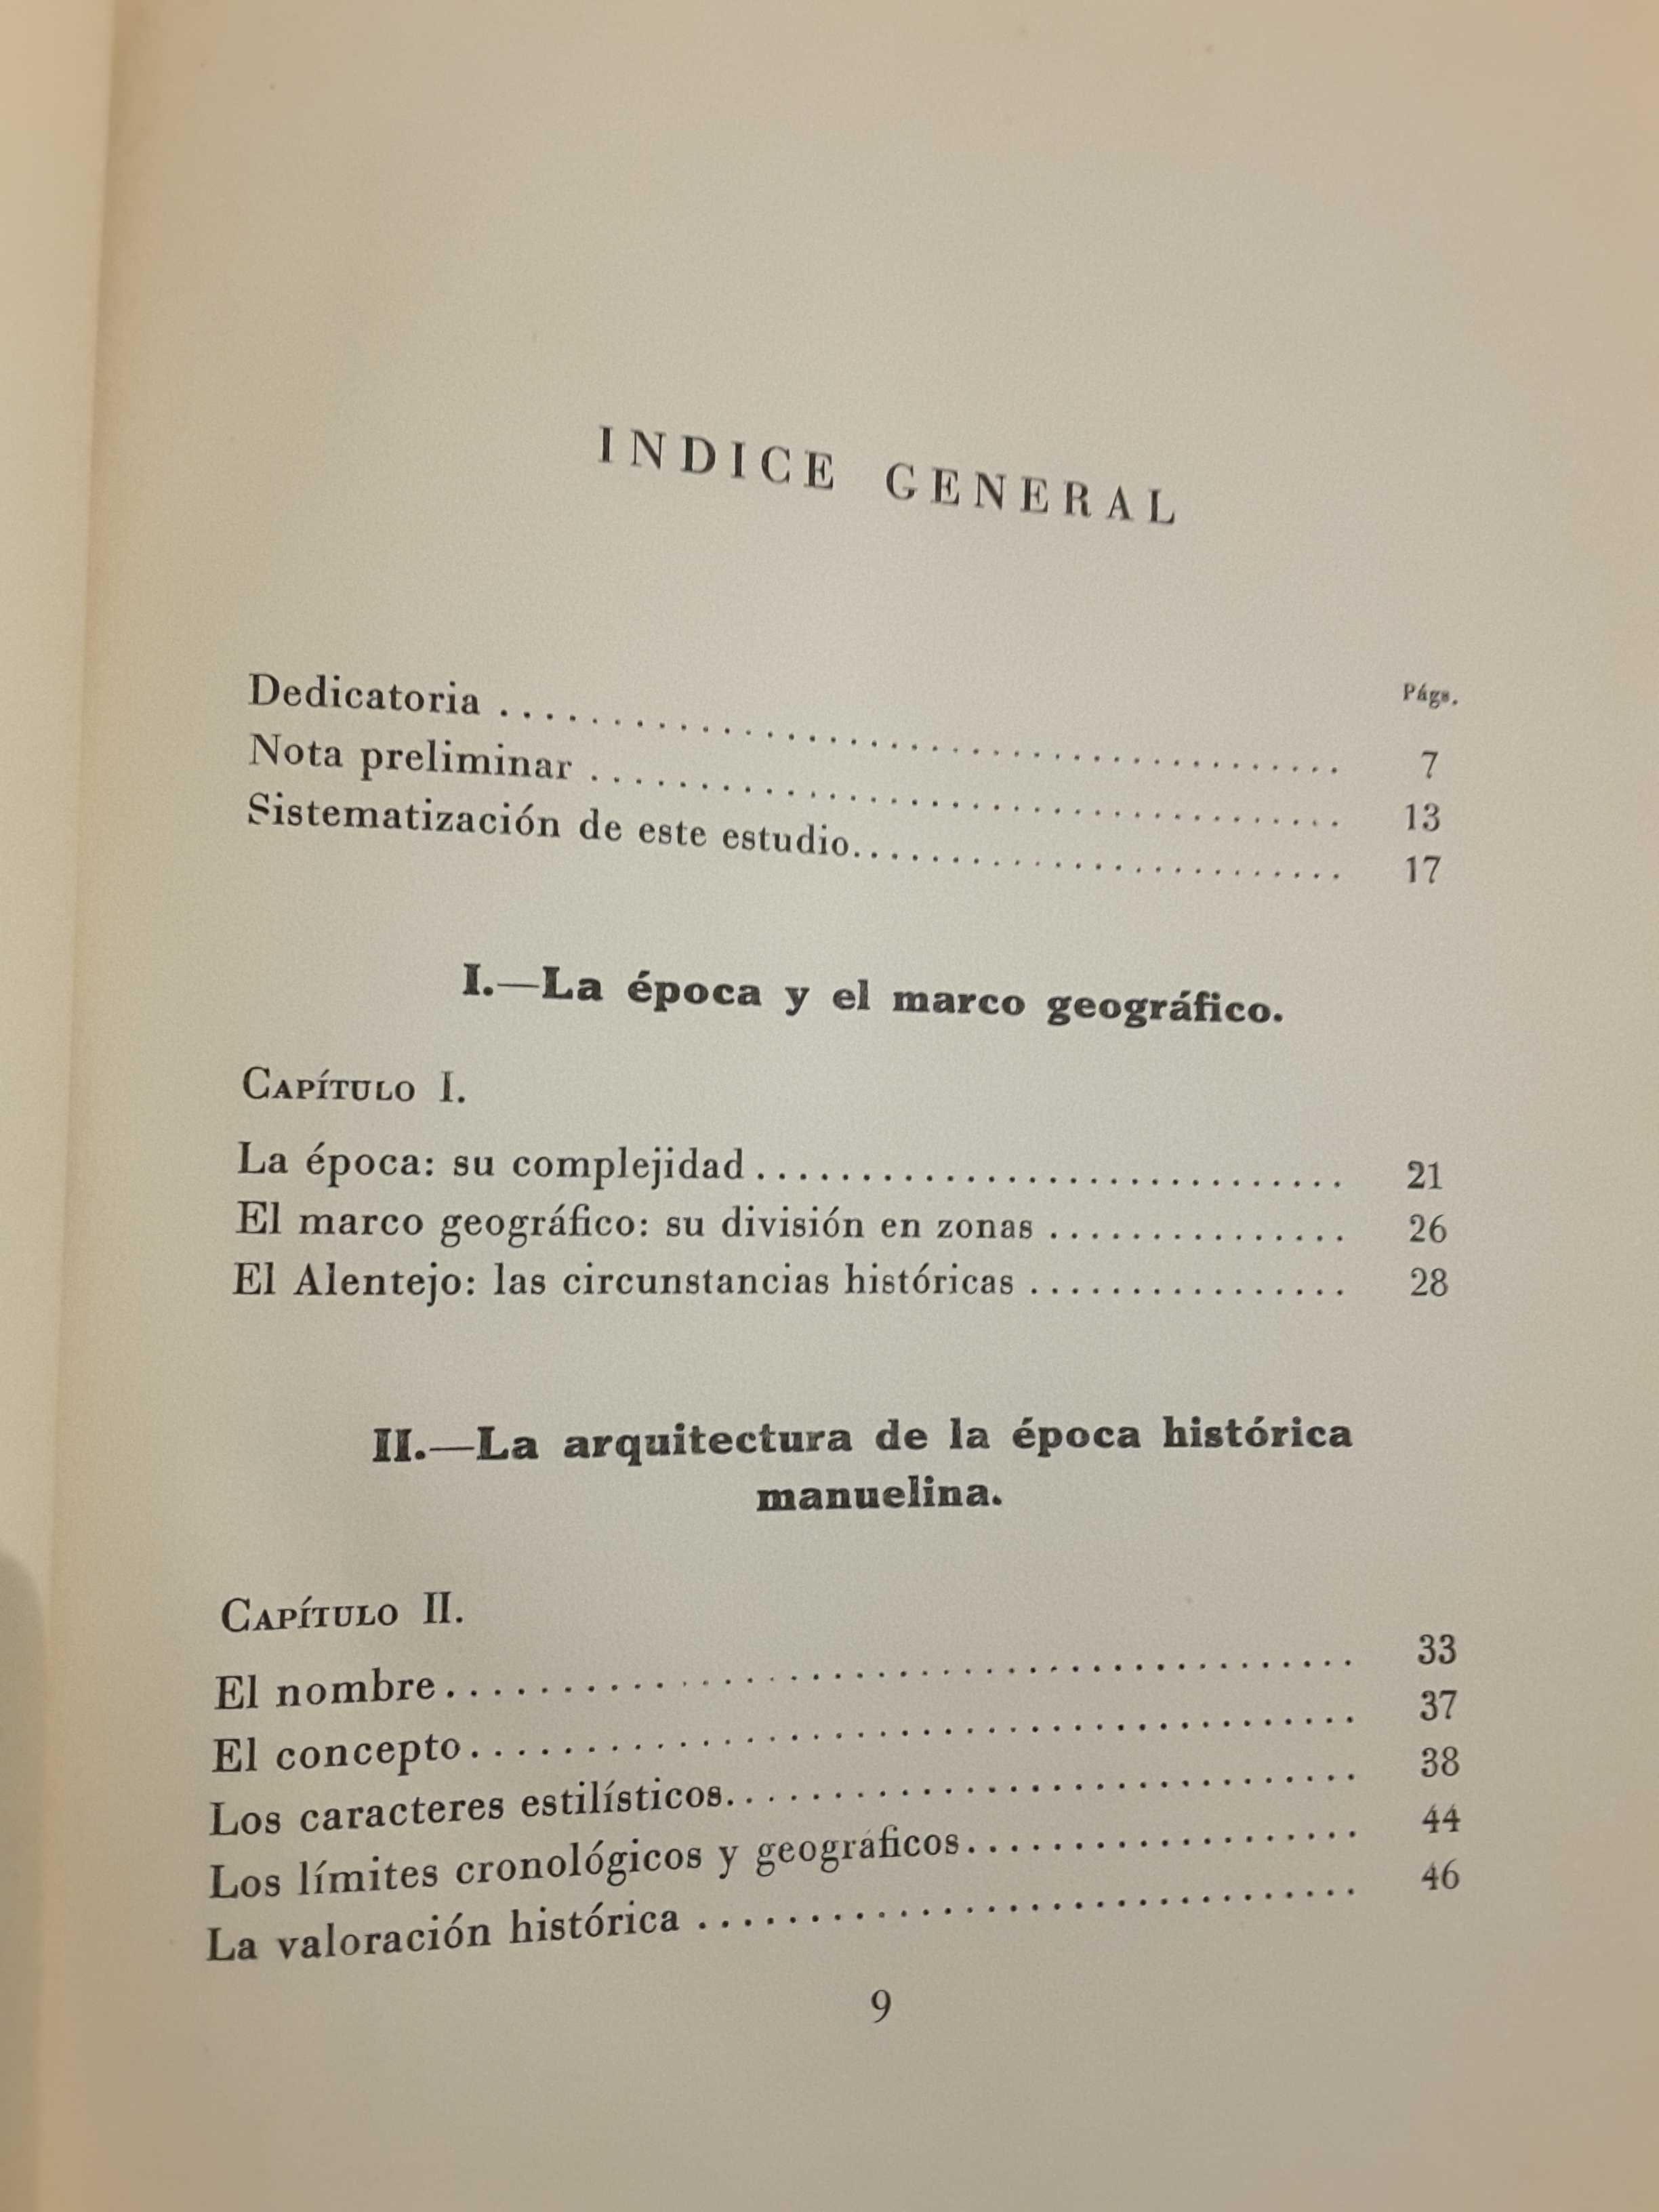 INDICE GENERAL
Págs.
Dedicatoria ........................................ 7
Nota preliminar .................................... 13
Sistematización de este estudio.......................... 17
I.—La época y el marco geográfico.
Capítulo I.
La época: su complejidad............................... 21
El marco geográfico: su división en zonas ............... 26
El Alentejo: las circunstancias históricas ................ 28
II.—La arquitectura de la época histórica
manuelina.
Capítulo II.
El nombre........................................ 33
El concepto....................................... 37
Los caracteres estilísticos.............................. 38
Los límites cronológicos y geográficos................... 44
La valoración histórica .............................. 46
9